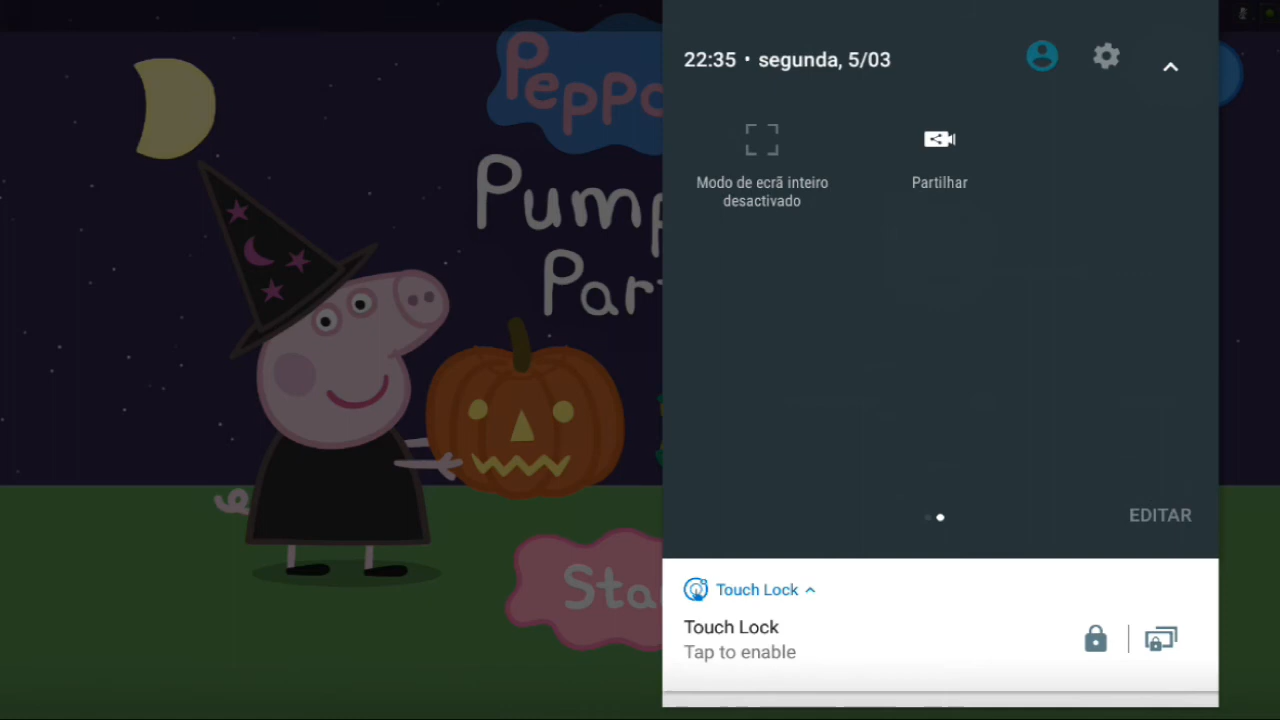 22:35 • segunda, 5/03
Modo de ecrã inteiro
desactivado
Partilhar
EDITAR
Touch Lock
Touch Lock
Tap to enable
Peppa
Pump
Par
Sta